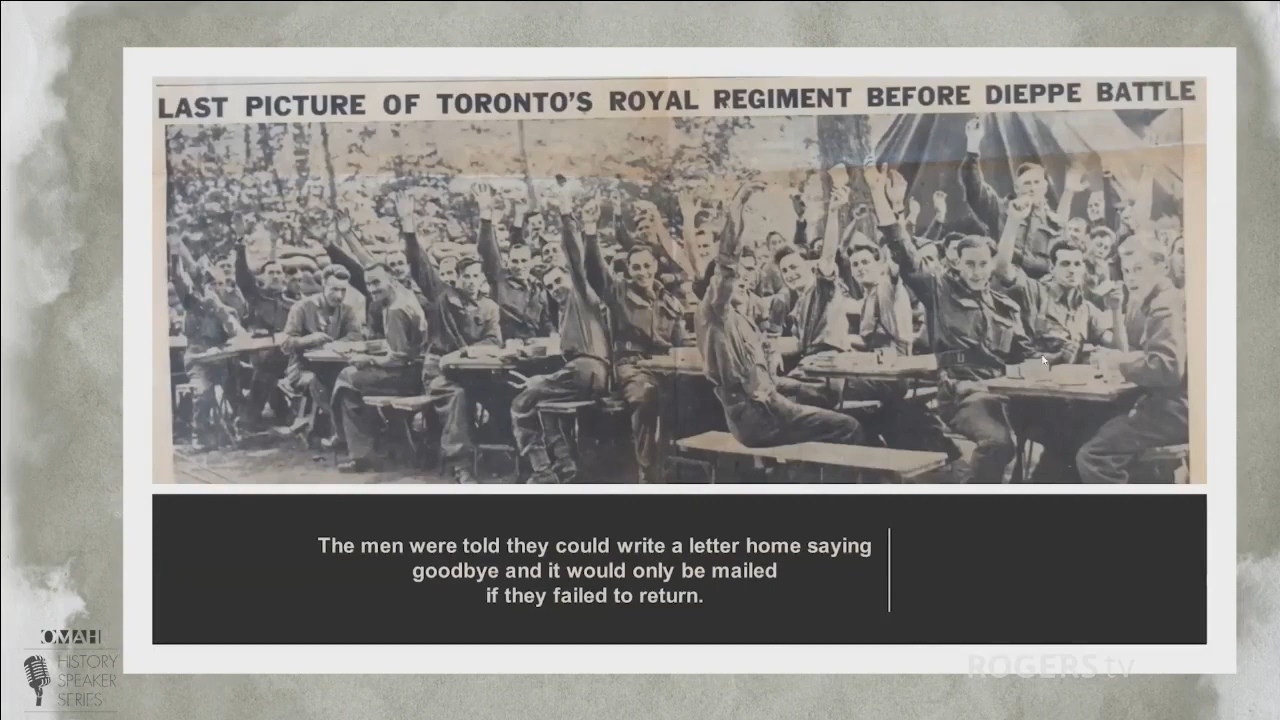 LAST PICTURE OF TORONTO'S ROYAL REGIMENT BEFORE DIEPPE BATTLE
The men were told they could write a letter home saying
goodbye and it would only be mailed
if they failed to return.
OMAH
HISTORY
SPEAKER
SERIES
ROGERS tv